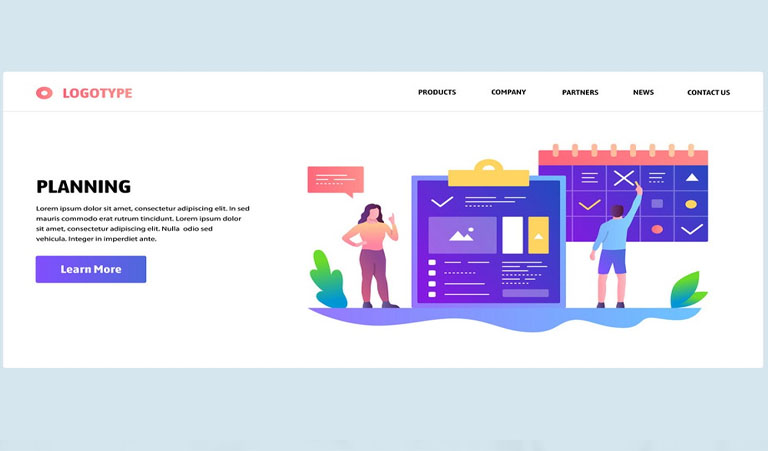 LOGOTYPE
PRODUCTS
COMPANY
PARTNERS
NEWS
CONTACT US
PLANNING
Lorem ipsum dolor sit amet, consectetur adipiscing elit. In sed
mauris commodo erat rutrum tincidunt. Lorem ipsum dolor
sit amet, consectetur adipiscing elit. Nulla odio sed
vehicula. Integer in imperdiet ante.
Learn More